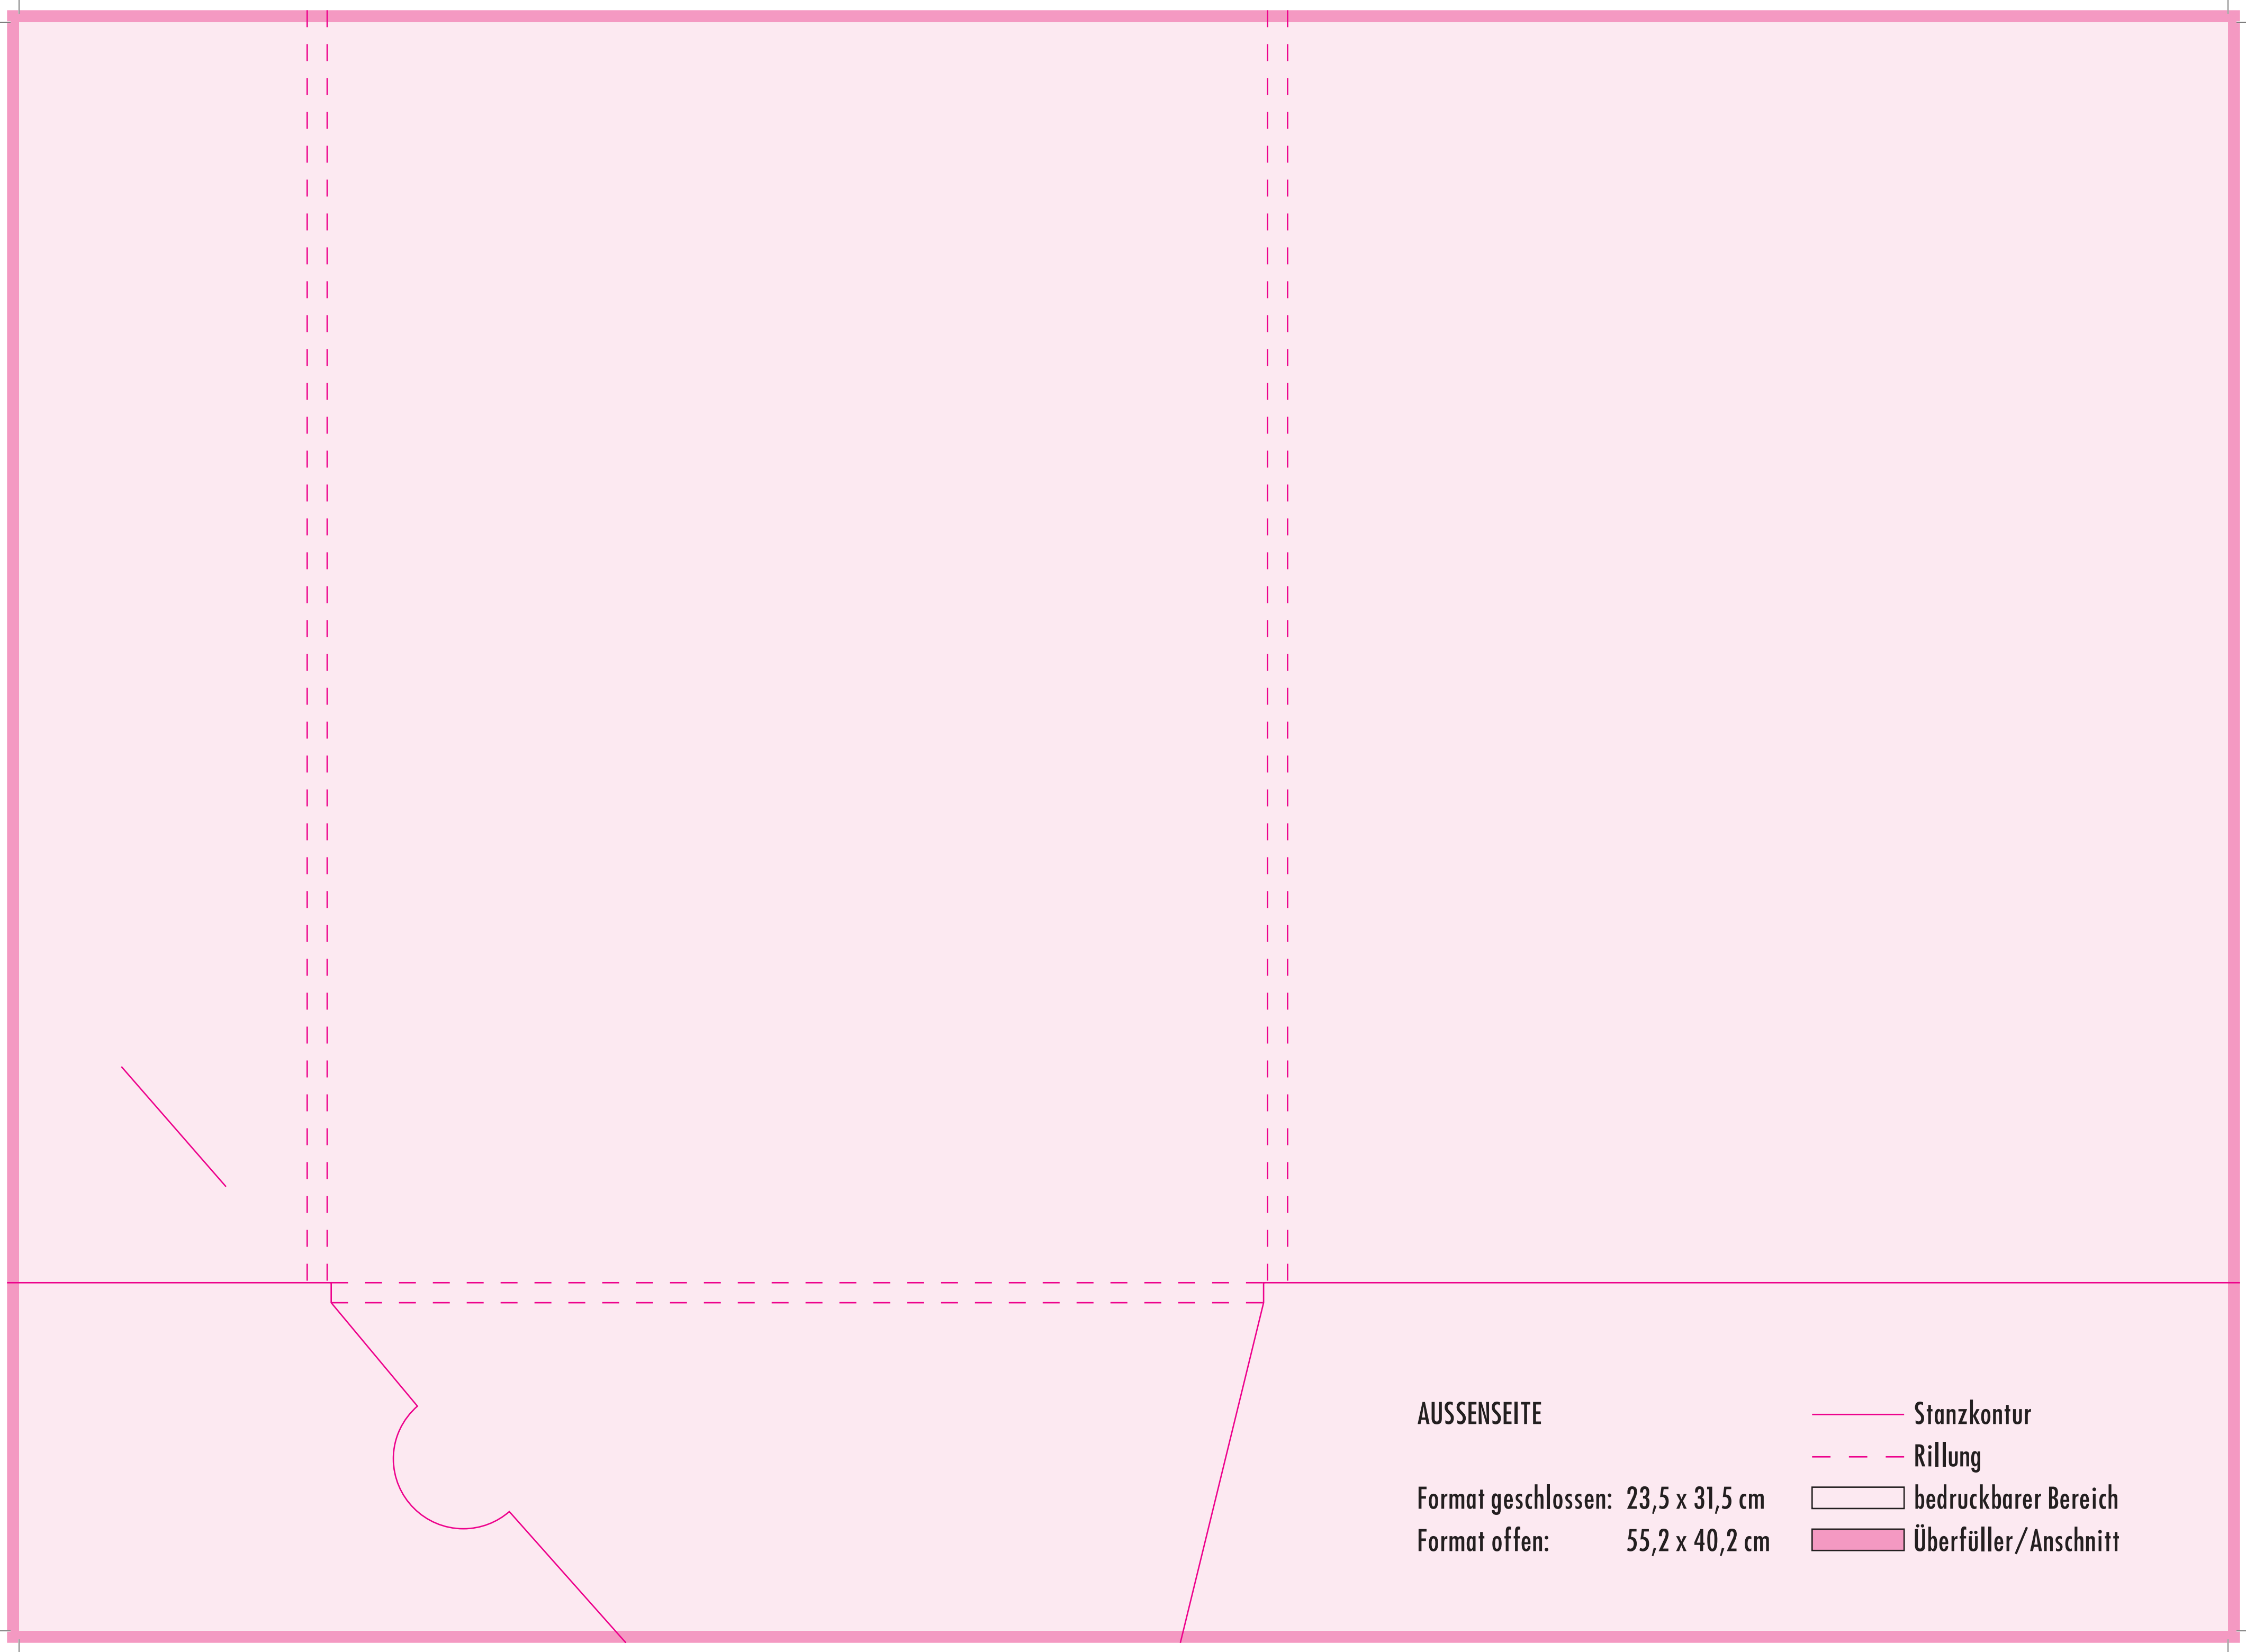 AUSSENSEITE
Format geschlossen: 23,5 x 31,5 cm
Format offen: 55,2 x 40,2 cm
Stanzkontur
Rillung
bedruckbarer Bereich
Überfüller/Anschnitt